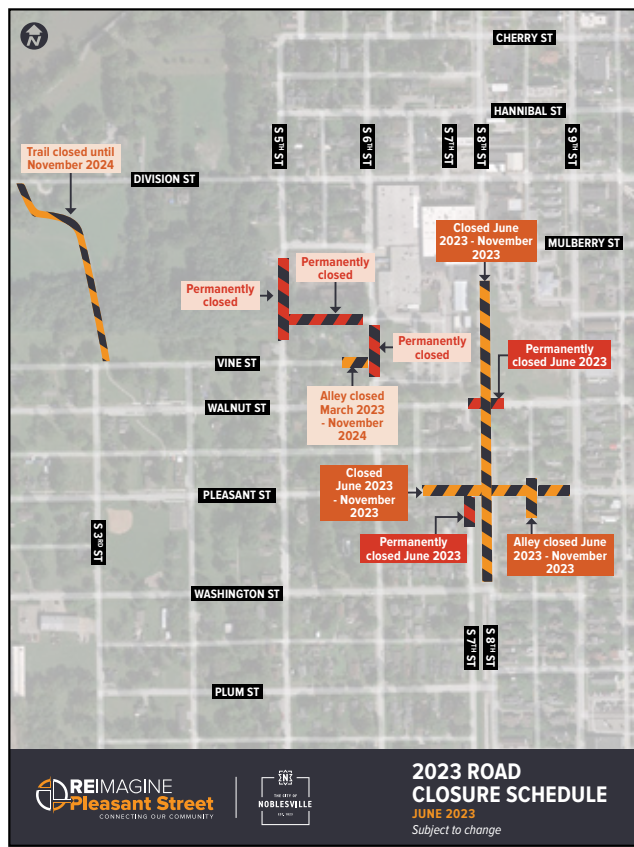 N
CHERRY ST
HANNIBAL ST
S 5TH ST
S 6TH ST
S 7TH ST
S 8TH ST
S 9TH ST
Trail closed until
November 2024
DIVISION ST
Closed June
2023 - November
2023
MULBERRY ST
Permanently
closed
Permanently
closed
Permanently
closed
Permanently
closed June 2023
VINE ST
Alley closed
March 2023
- November
2024
WALNUT ST
Closed
June 2023
- November
2023
PLEASANT ST
S 3RD ST
Permanently
closed June 2023
Alley closed June
2023 - November
2023
WASHINGTON ST
S 7TH ST
S 8TH ST
PLUM ST
REIMAGINE
Pleasant Street
CONNECTING OUR COMMUNITY
N
THE CITY OF
NOBLESVILLE
2023 ROAD
CLOSURE SCHEDULE
JUNE 2023
Subject to change